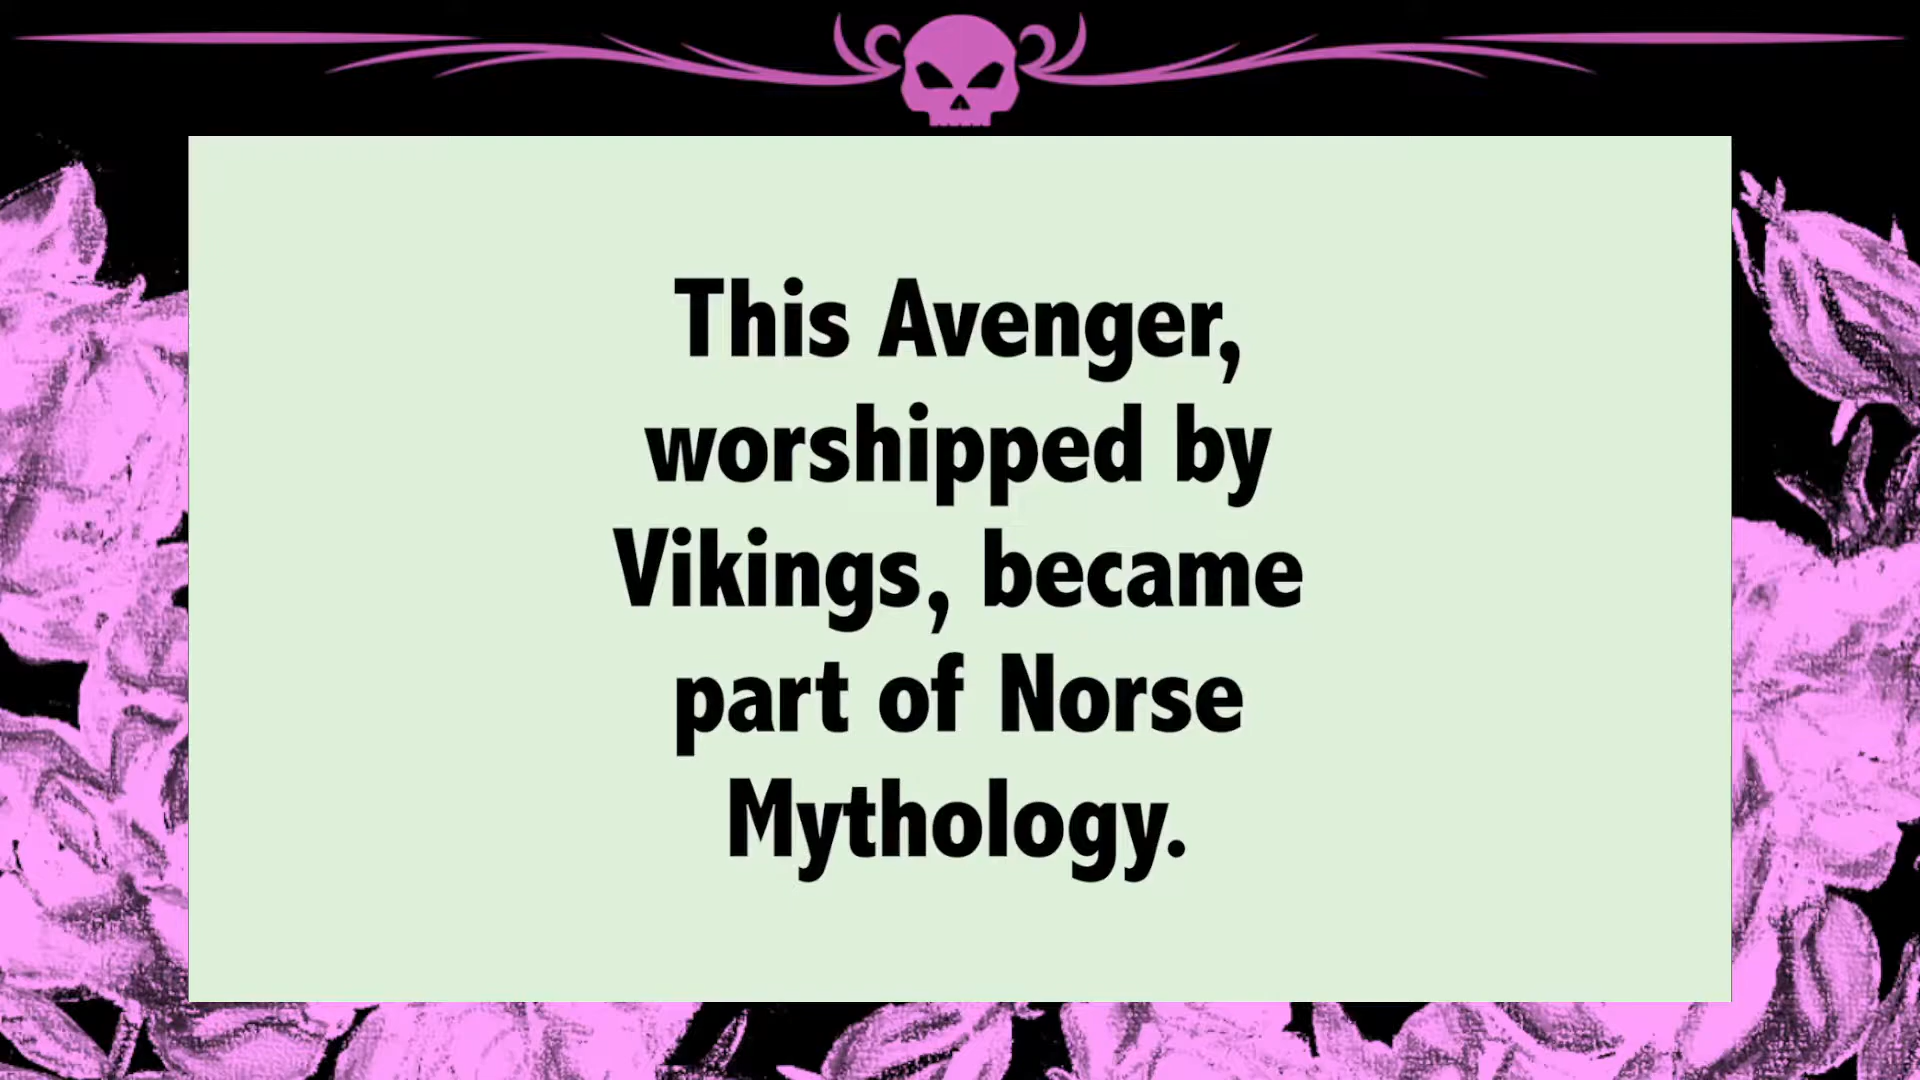 This Avenger,
worshipped by
Vikings, became
part of Norse
Mythology.